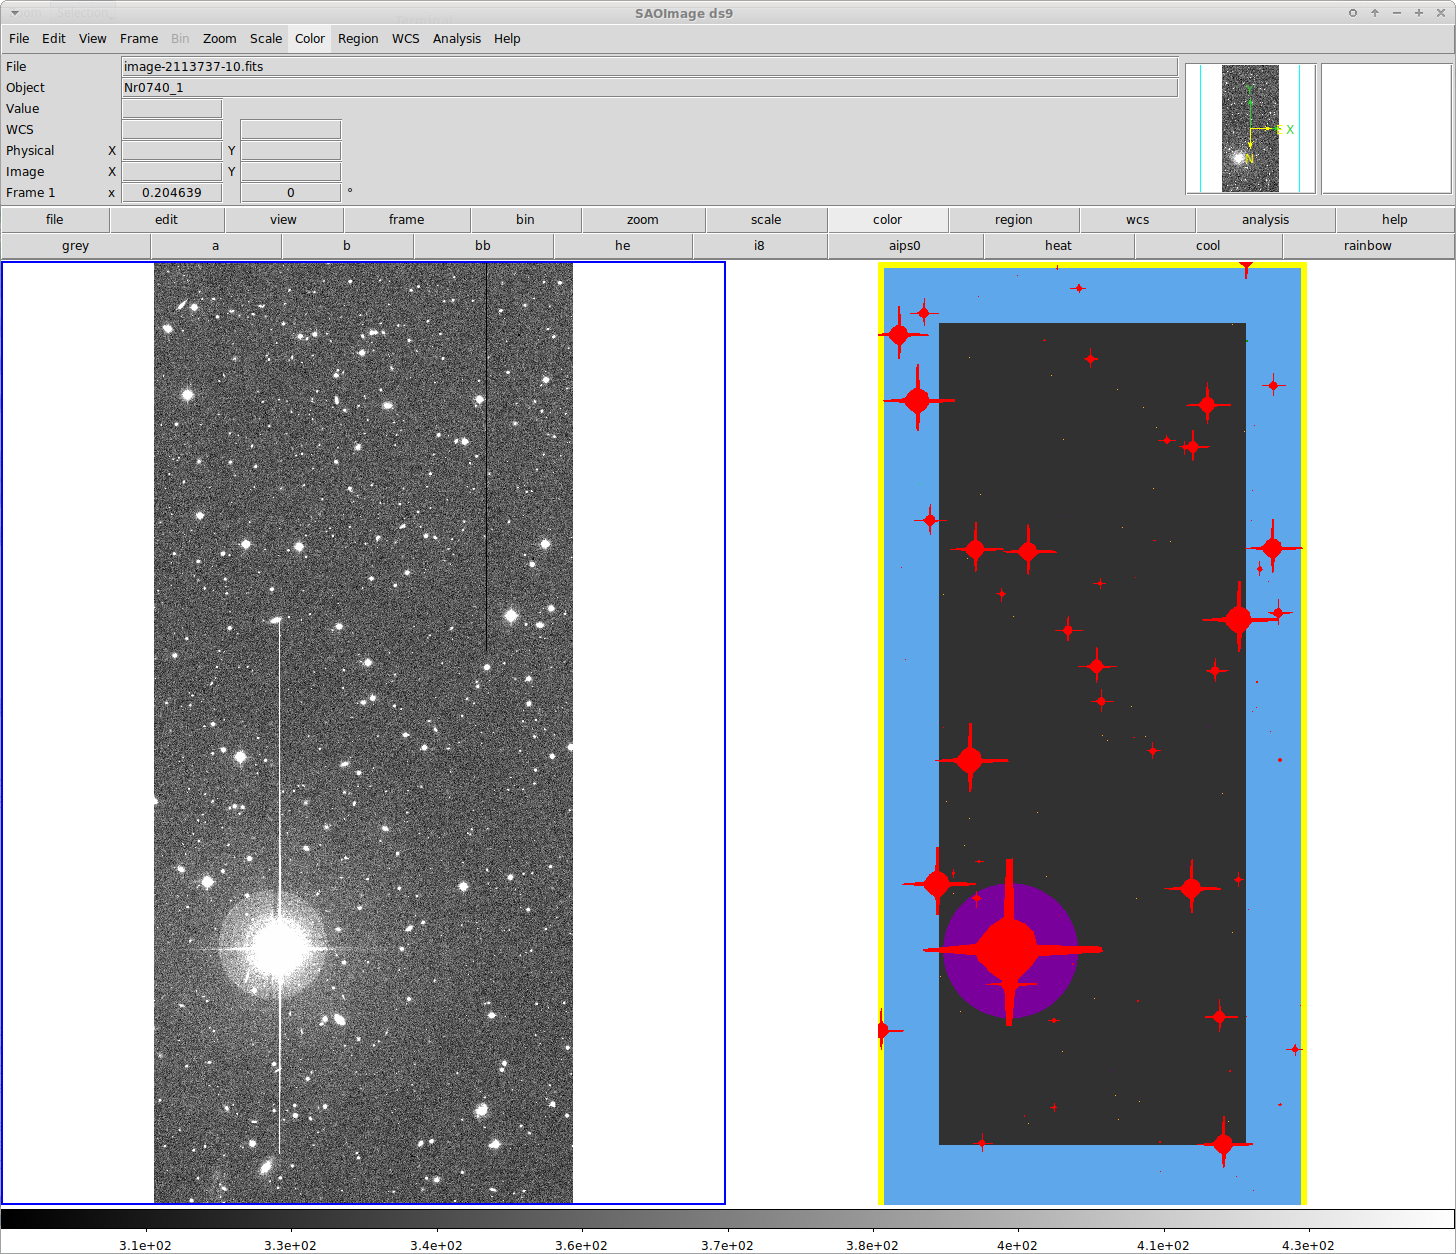 SAOImage ds9
File Edit View Frame Bin Zoom Scale Color Region WCS Analysis Help
File image-2113737-10.fits
Object Nr0740_1
Value
WCS
Physical X Y
Image X Y
Frame 1 x 0.204639 0 °
X
N
file edit view frame bin zoom scale color region wcs analysis help
grey a b bb he i8 aips0 heat cool rainbow
3.1e+02 3.3e+02 3.4e+02 3.6e+02 3.7e+02 3.8e+02 4e+02 4.1e+02 4.3e+02